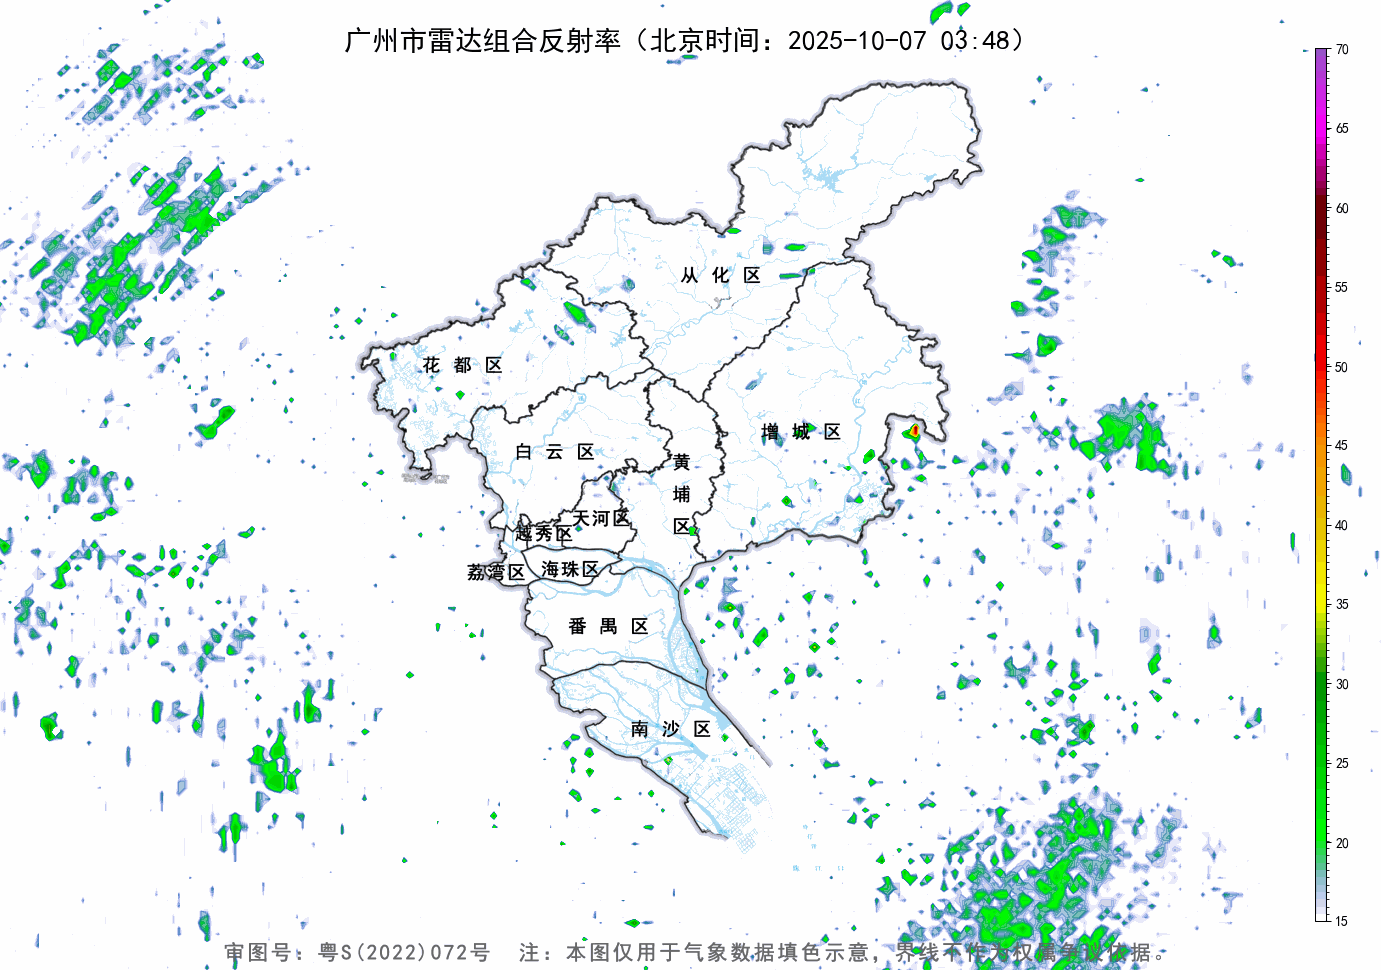 广州市雷达组合反射率（北京时间：2025-10-07 03:48）
70
65
60
55
50
45
40
35
30
25
20
15
从化区
花都区
增城区
白云区
黄埔区
天河区
越秀区
荔湾区
海珠区
番禺区
南沙区
审图号：粤S(2022)072号 注：本图仅用于气象数据填色示意，界线不作为权属争议依据。